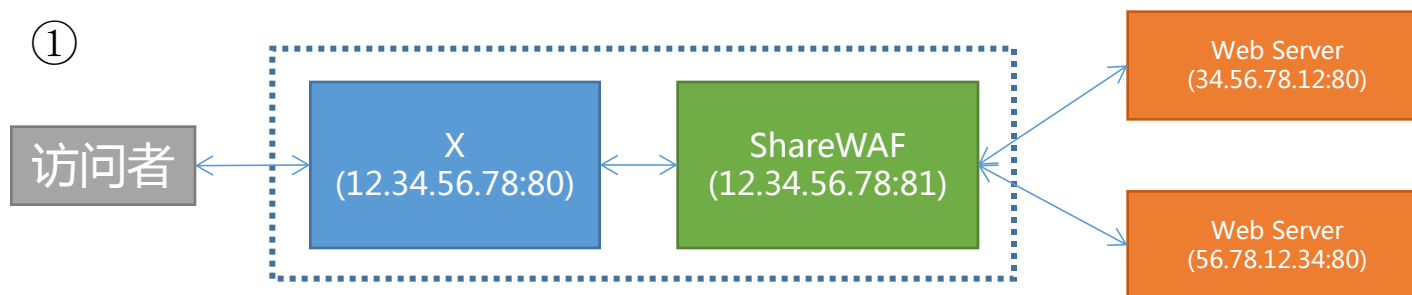 ①
访问者
X
(12.34.56.78:80)
ShareWAF
(12.34.56.78:81)
Web Server
(34.56.78.12:80)
Web Server
(56.78.12.34:80)